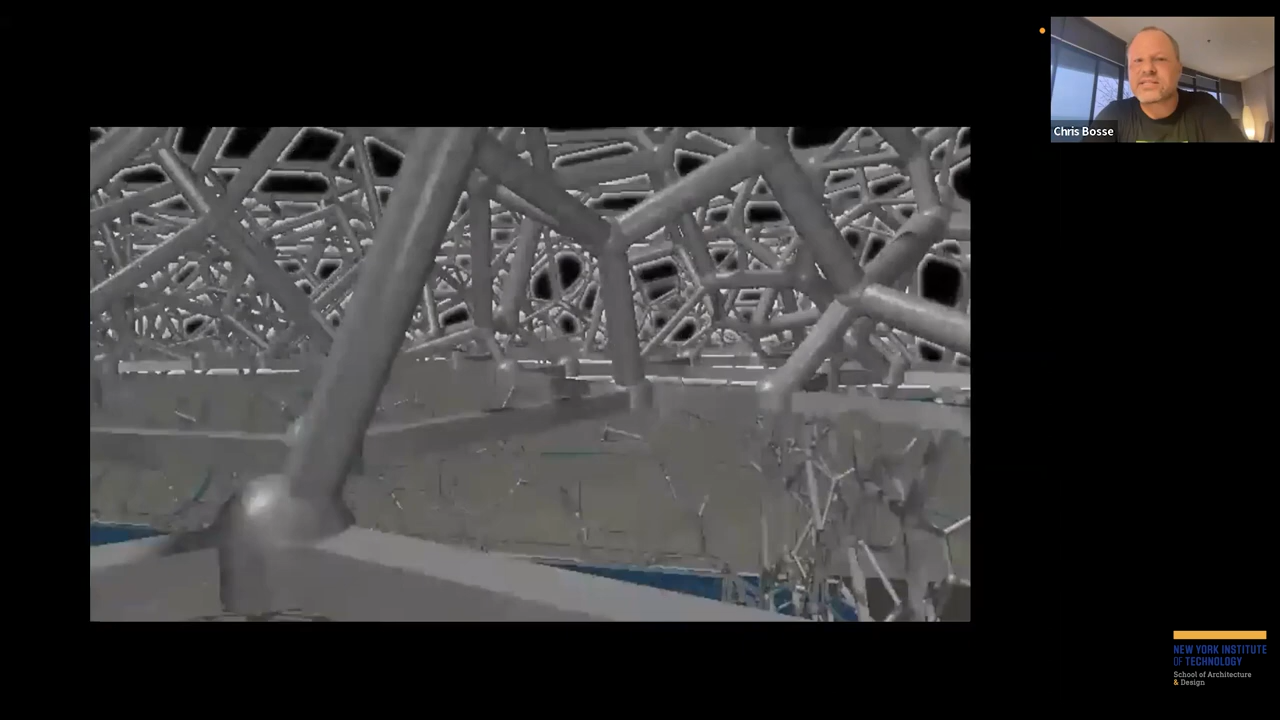 Chris Bosse
NEW YORK INSTITUTE
OF TECHNOLOGY
School of Architecture
& Design